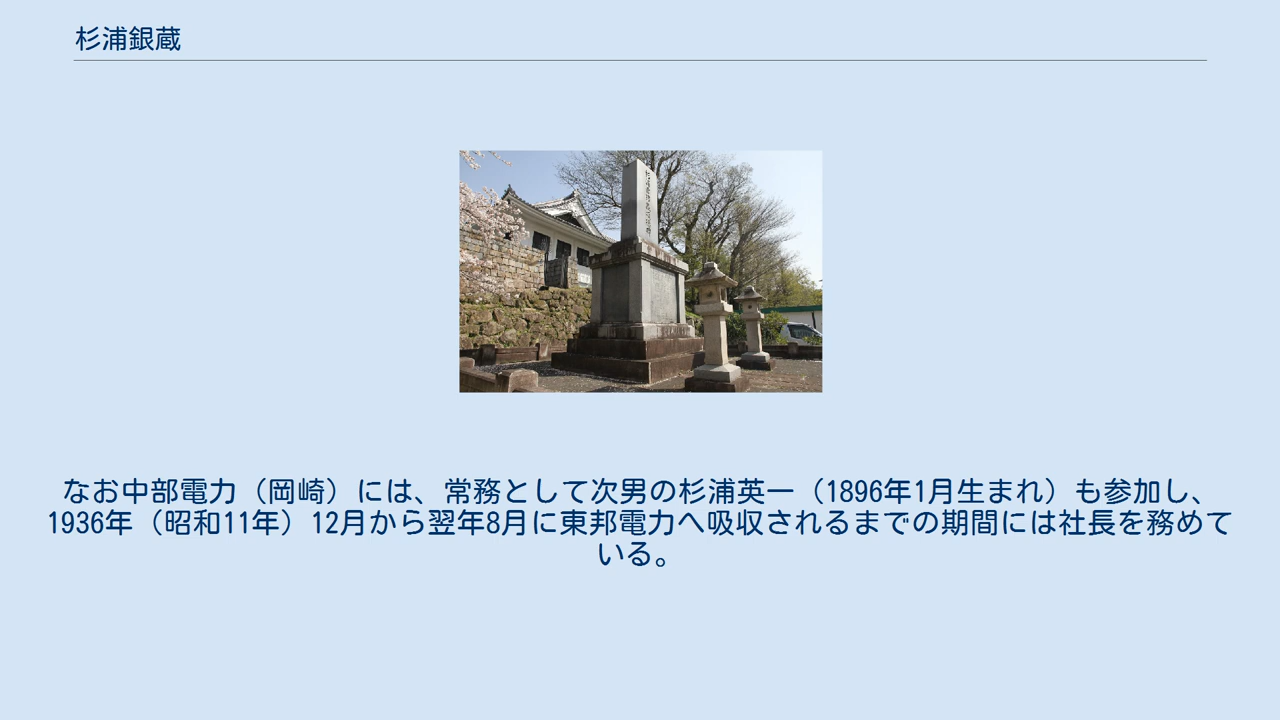 杉浦銀蔵
なお中部電力（岡崎）には、常務として次男の杉浦英一（1896年1月生まれ）も参加し、
1936年（昭和11年）12月から翌年8月に東邦電力へ吸収されるまでの期間には社長を務めて
いる。